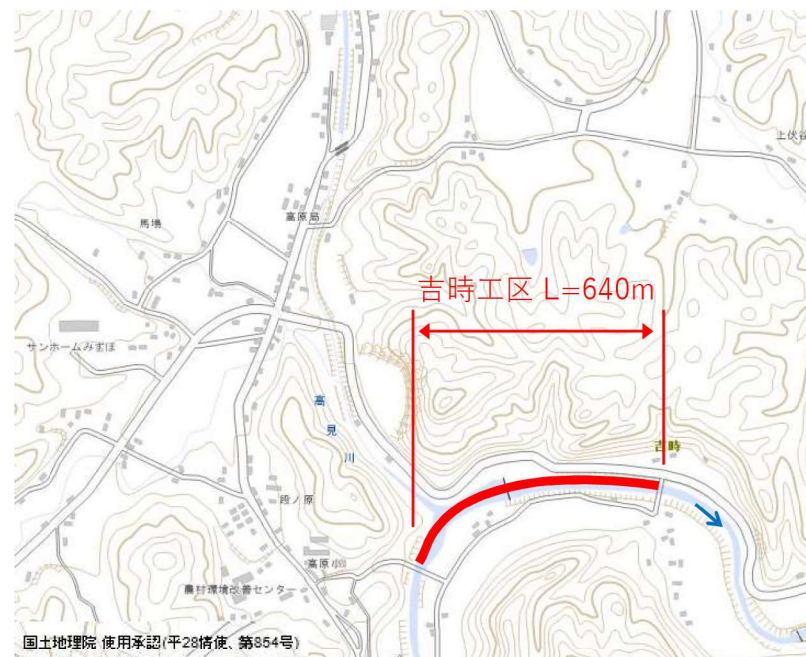 上伏谷
馬場
高原局
吉時工区 L=640m
サンホームみずほ
高見川
吉時
段ノ原
高原小
農村環境改善センター
国土地理院 使用承認(平28情使、第854号)